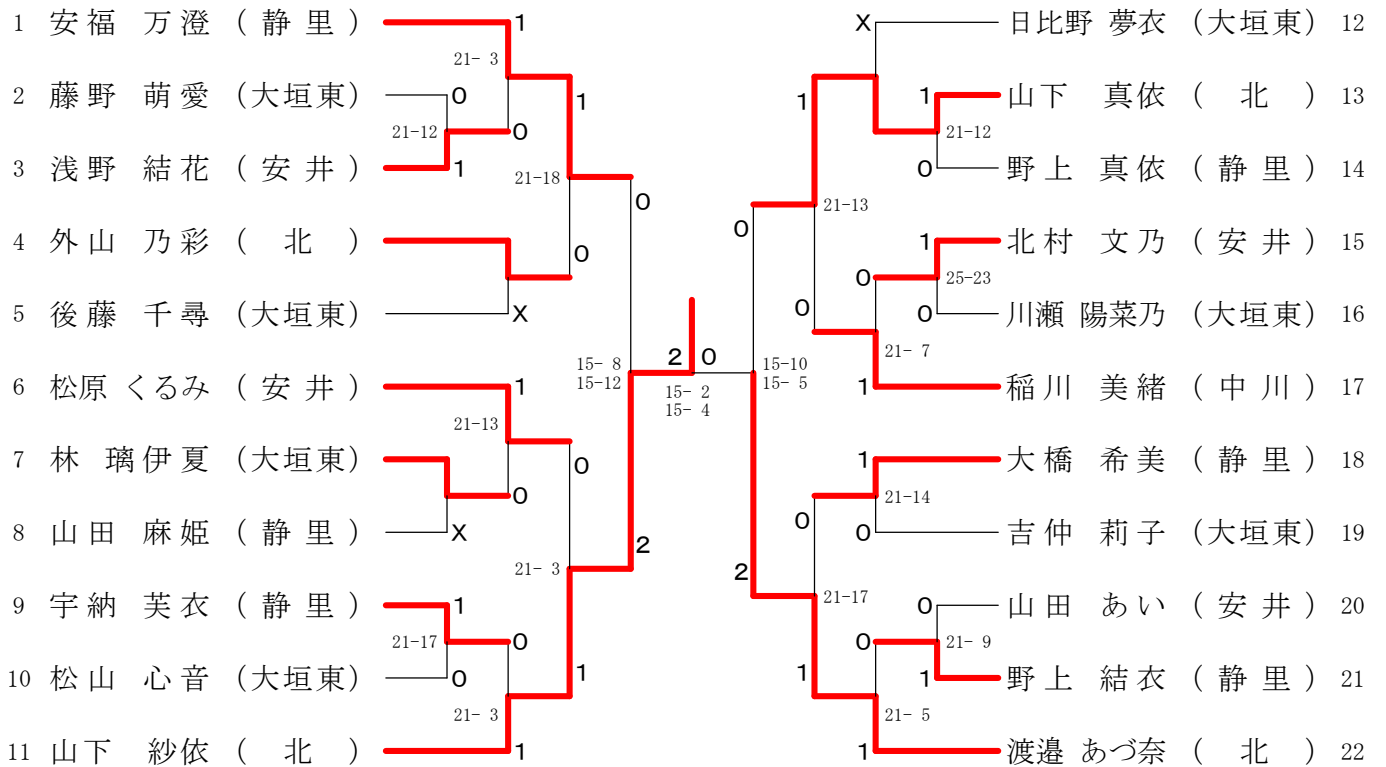 1 安福 万澄 ( 静 里 ) 1 X 日比野 夢衣 (大垣東) 12
21- 3
2 藤野 萌愛 (大垣東) 0 1 1 1 山下 真依 ( 北 ) 13
21-12 0 21-12
3 浅野 結花 ( 安 井 ) 1 0 野上 真依 ( 静 里 ) 14
21-18 0 21-13
4 外山 乃彩 ( 北 ) 0 0 1 北村 文乃 ( 安 井 ) 15
0 25-23
5 後藤 千尋 (大垣東) X 0 0 川瀬 陽菜乃 (大垣東) 16
21- 7
15- 8 2 0 15-10
15-12 15- 5
6 松原 くるみ ( 安 井 ) 1 15- 2 1 稲川 美緒 ( 中 川 ) 17
15- 4
21-13
7 林 璃伊夏 (大垣東) 0 1 大橋 希美 ( 静 里 ) 18
0 21-14
8 山田 麻姫 ( 静 里 ) X 2 0 0 吉仲 莉子 (大垣東) 19
21- 3 2 21-17
9 宇納 芙衣 ( 静 里 ) 1 0 山田 あい ( 安 井 ) 20
21-17 0 0 21- 9
10 松山 心音 (大垣東) 0 1 1 1 野上 結衣 ( 静 里 ) 21
21- 3 21- 5
11 山下 紗依 ( 北 ) 1 1 渡邉 あづ奈 ( 北 ) 22